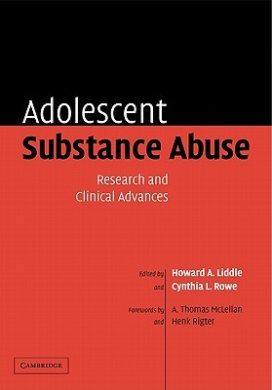 Adolescent
Substance Abuse
Research and
Clinical Advances
Edited by Howard A. Liddle
and Cynthia L. Rowe
Forewords by A. Thomas McLellan
and Henk Rigter
CAMBRIDGE